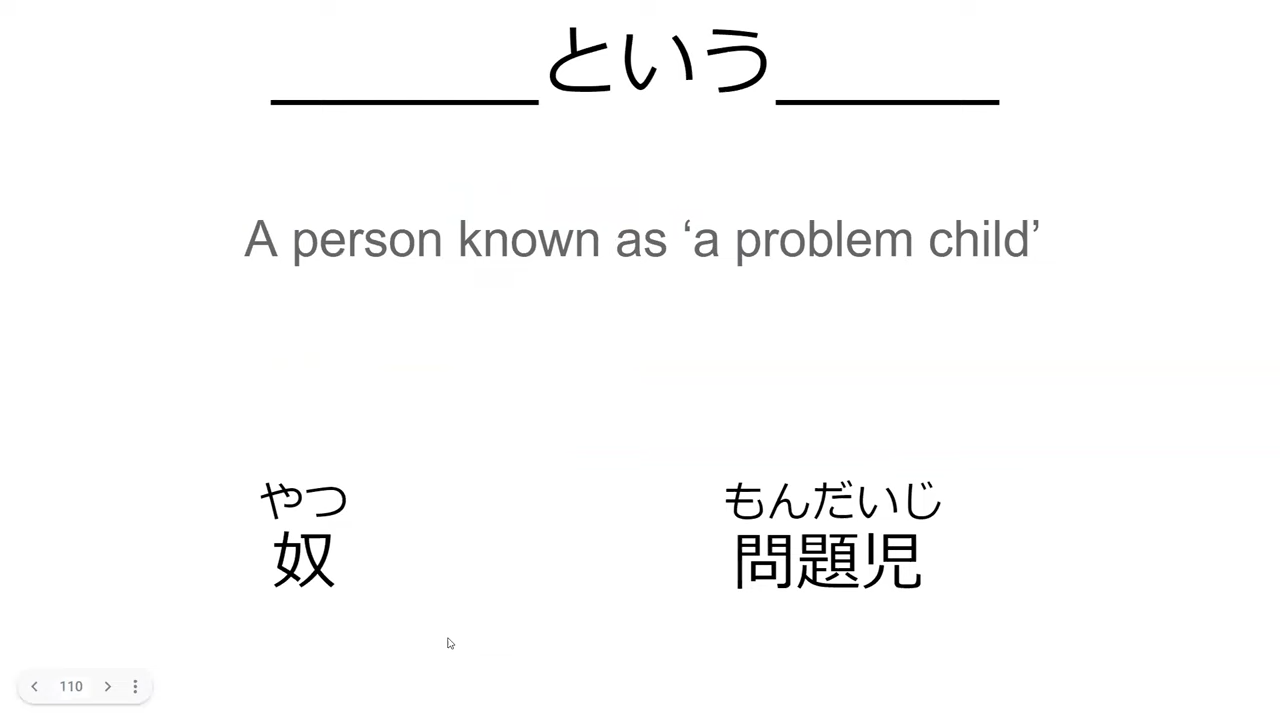 ______という_____
A person known as ‘a problem child’
やつ もんだいじ
奴 問題児
110